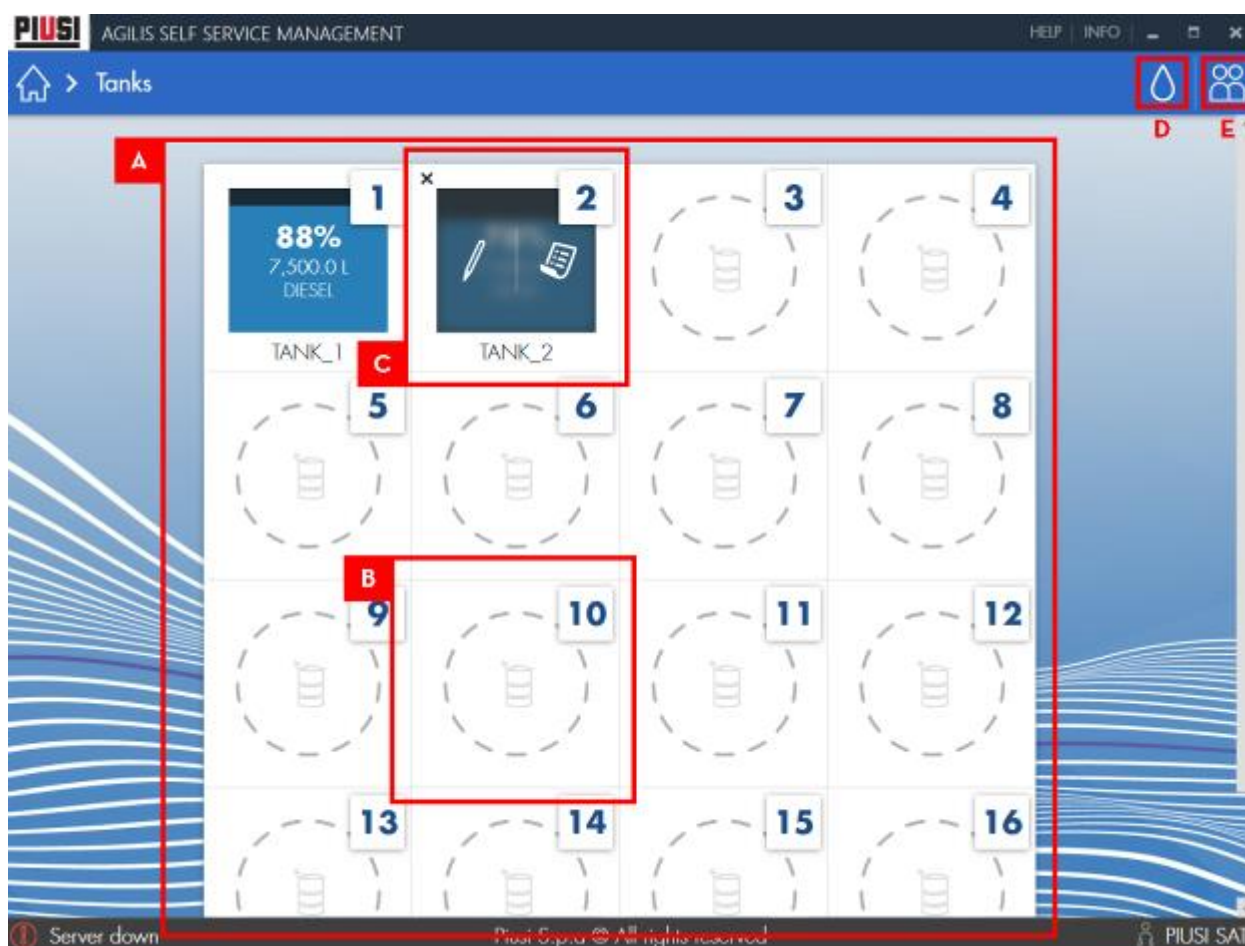 PIUSI AGILIS SELF SERVICE MANAGEMENT HELP INFO
Tanks
D E
A
1 2 3 4
88%
7,500.0 L
DIESEL
TANK_1 TANK_2
C
5 6 7 8
B
9 10 11 12
13 14 15 16
Server down Piusi S.p.a © All rights reserved PIUSI SAT